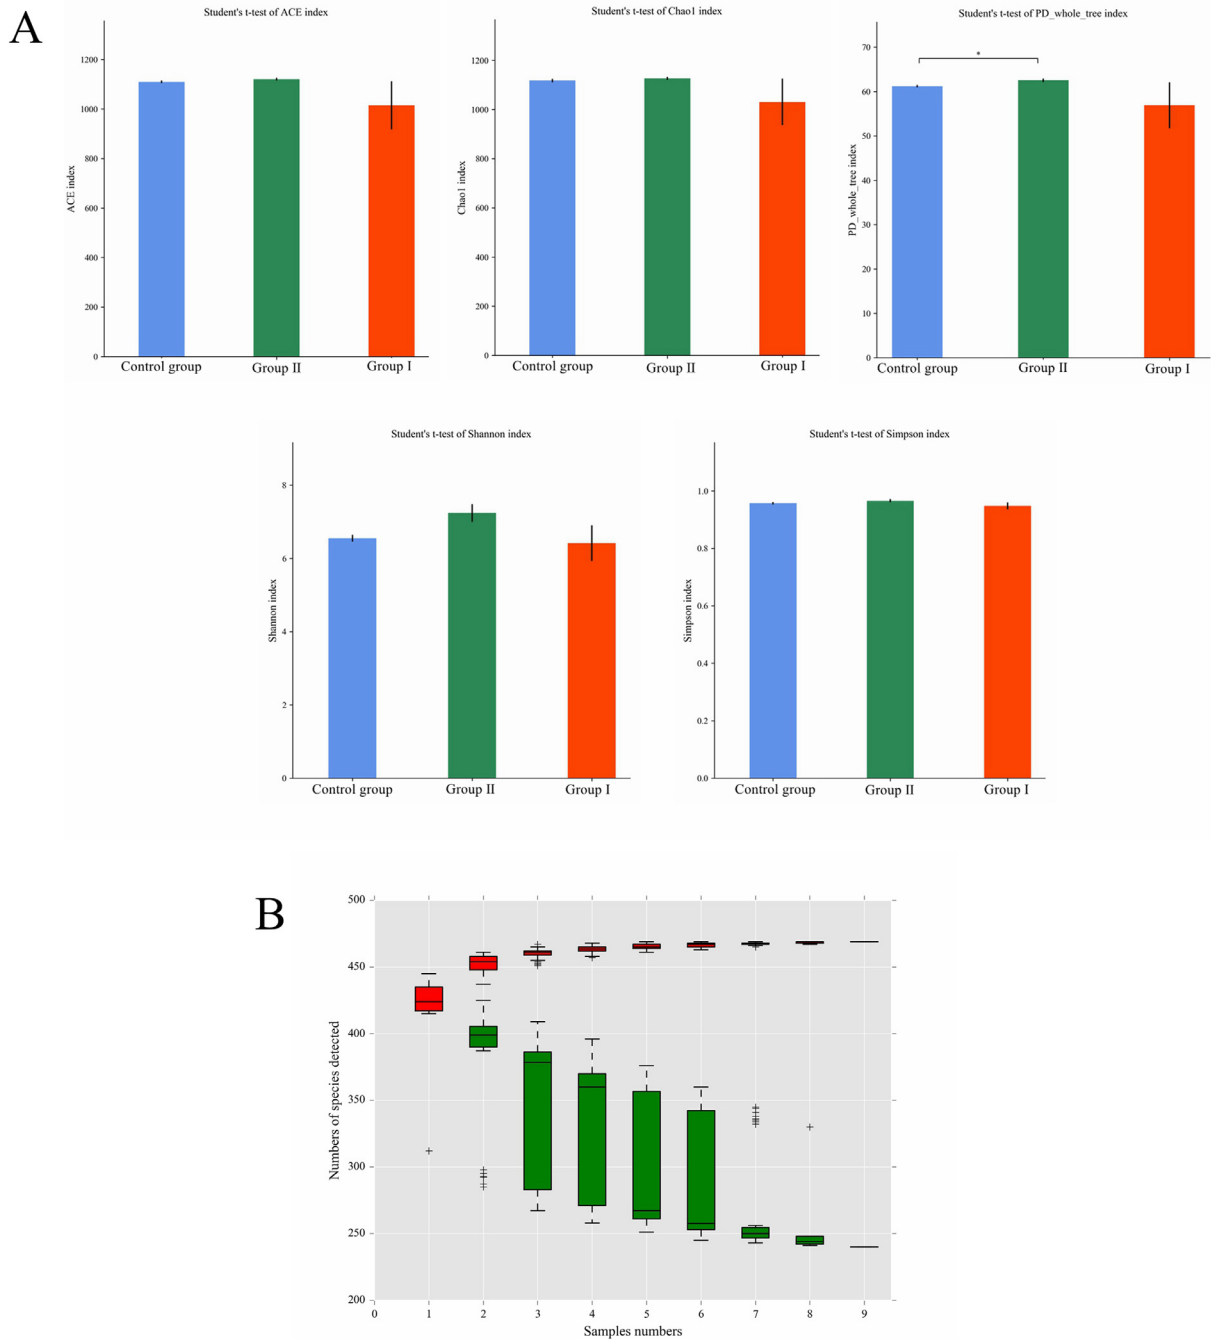 A
Student's t-test of ACE index
1200
1000
800
600
400
200
0
ACE index
Control group
Group II
Group I
Student's t-test of Chao1 index
1200
1000
800
600
400
200
0
Chao1 index
Control group
Group II
Group I
Student's t-test of PD_whole_tree index
*
70
60
50
40
30
20
10
0
PD_whole_tree index
Control group
Group II
Group I
Student's t-test of Shannon index
8
6
4
2
0
Shannon index
Control group
Group II
Group I
Student's t-test of Simpson index
1.0
0.8
0.6
0.4
0.2
0.0
Simpson index
Control group
Group II
Group I
B
500
450
400
350
300
250
200
Numbers of species detected
0 1 2 3 4 5 6 7 8 9
Samples numbers